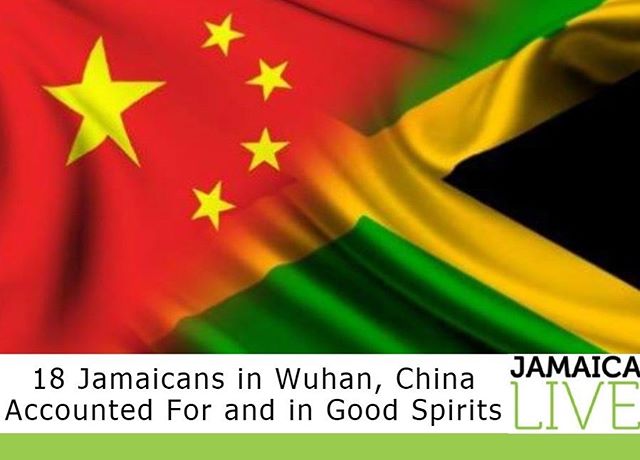 18 Jamaicans in Wuhan, China
Accounted For and in Good Spirits
JAMAICA
LIVE